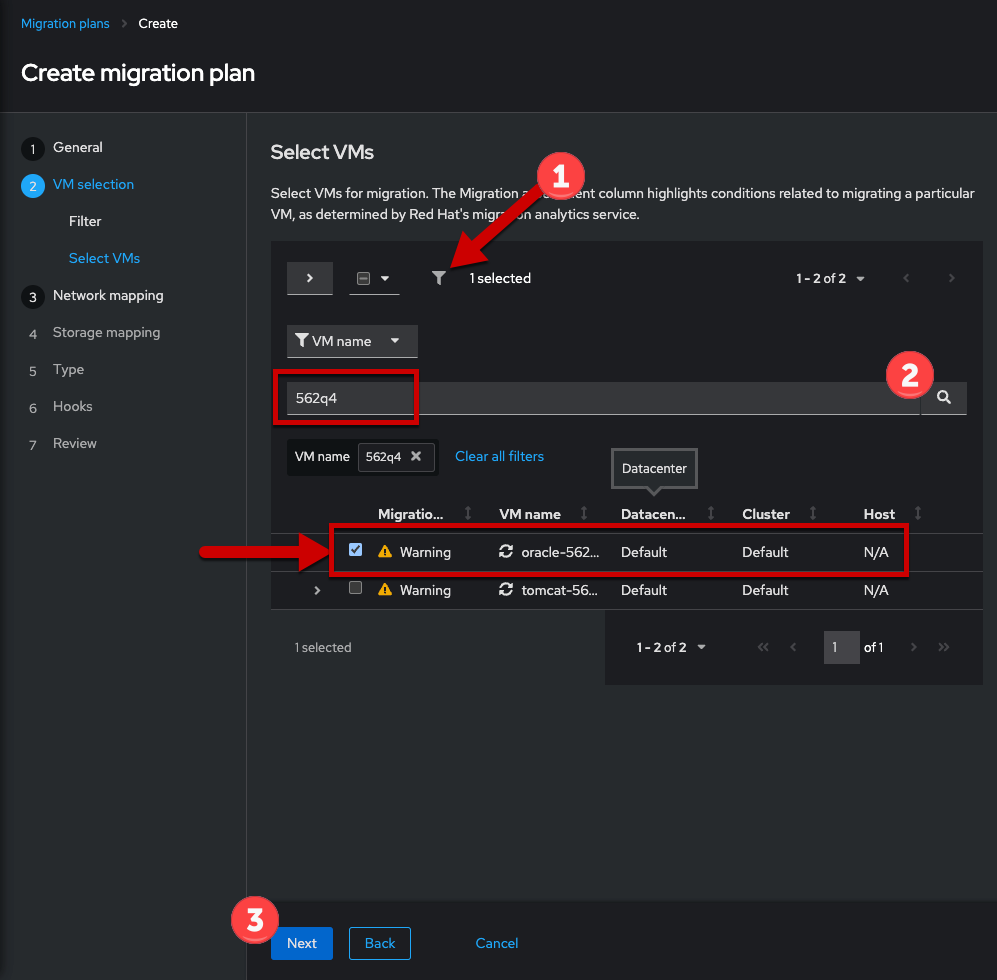 Migration plans > Create
Create migration plan
1 General
2 VM selection
Filter
Select VMs
3 Network mapping
4 Storage mapping
5 Type
6 Hooks
7 Review
Select VMs
1
Select VMs for migration. The Migration a ent column highlights conditions related to migrating a particular
VM, as determined by Red Hat's migr on analytics service.
1 selected 1 - 2 of 2
VM name
2
562q4
VM name 562q4 Clear all filters
Datacenter
Migratio... VM name Datacen... Cluster Host
Warning oracle-562... Default Default N/A
Warning tomcat-56... Default Default N/A
1 selected 1 - 2 of 2 1 of 1
3
Next Back Cancel